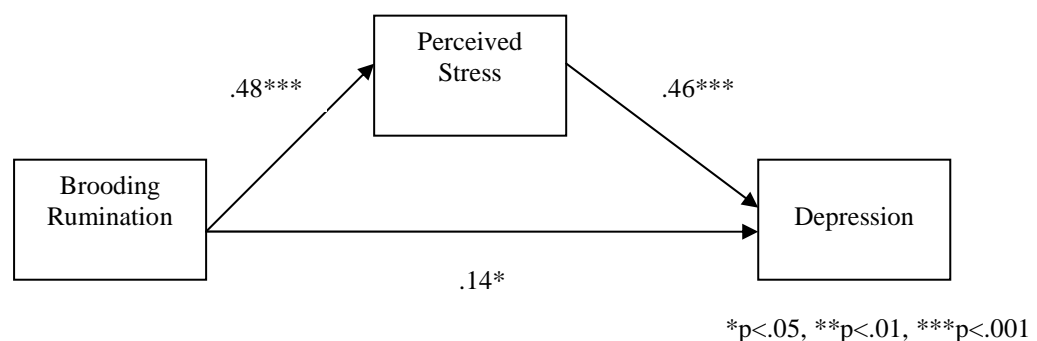 Perceived
Stress
.48***
.46***
Brooding
Rumination
Depression
.14*
*p<.05, **p<.01, ***p<.001